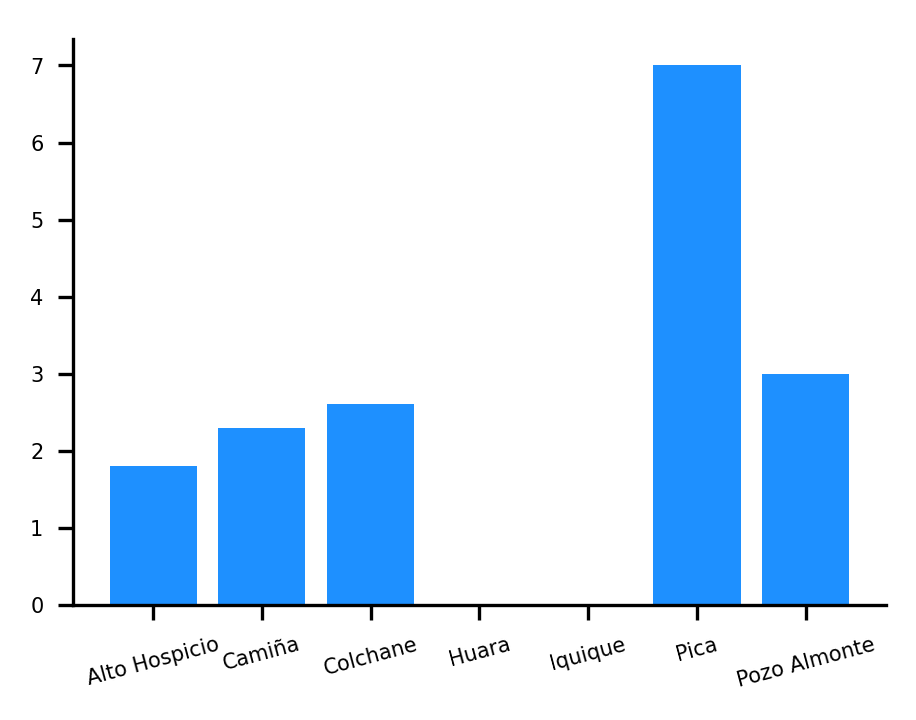 7
6
5
4
3
2
1
0
Alto Hospicio
Camiña
Colchane
Huara
Iquique
Pica
Pozo Almonte